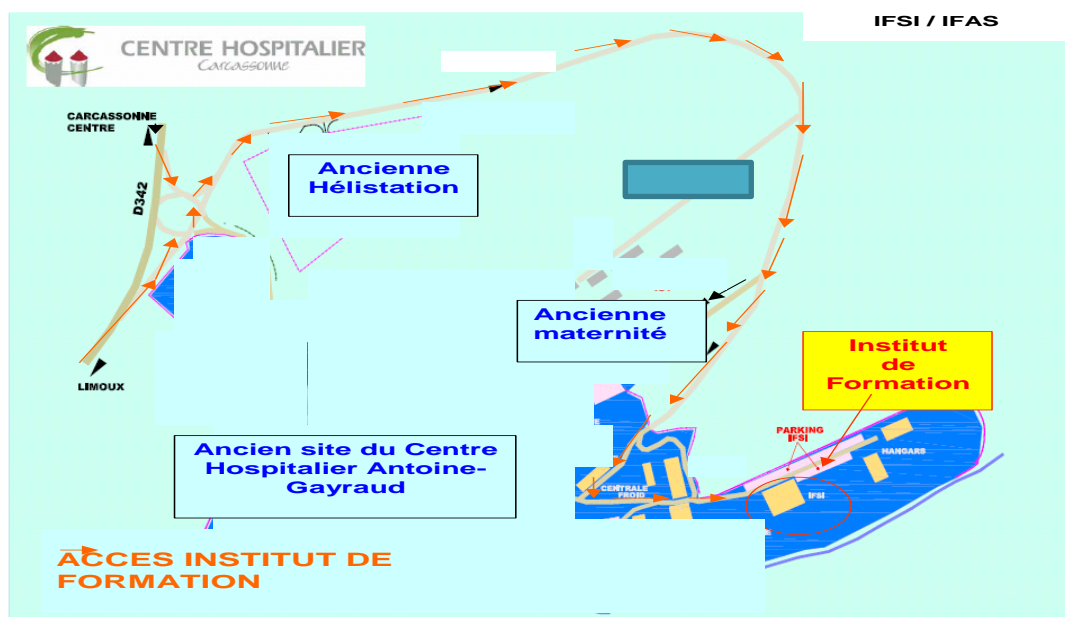 IFSI / IFAS
CENTRE HOSPITALIER
Carcassonne
CARCASSONNE
CENTRE
D342
Ancienne
Hélistation
Ancienne
maternité
Institut
de
Formation
LIMOUX
Ancien site du Centre
Hospitalier Antoine-
Gayraud
PARKING
IFSI
HANGARS
CENTRALE
FROID
IFSI
ACCES INSTITUT DE
FORMATION